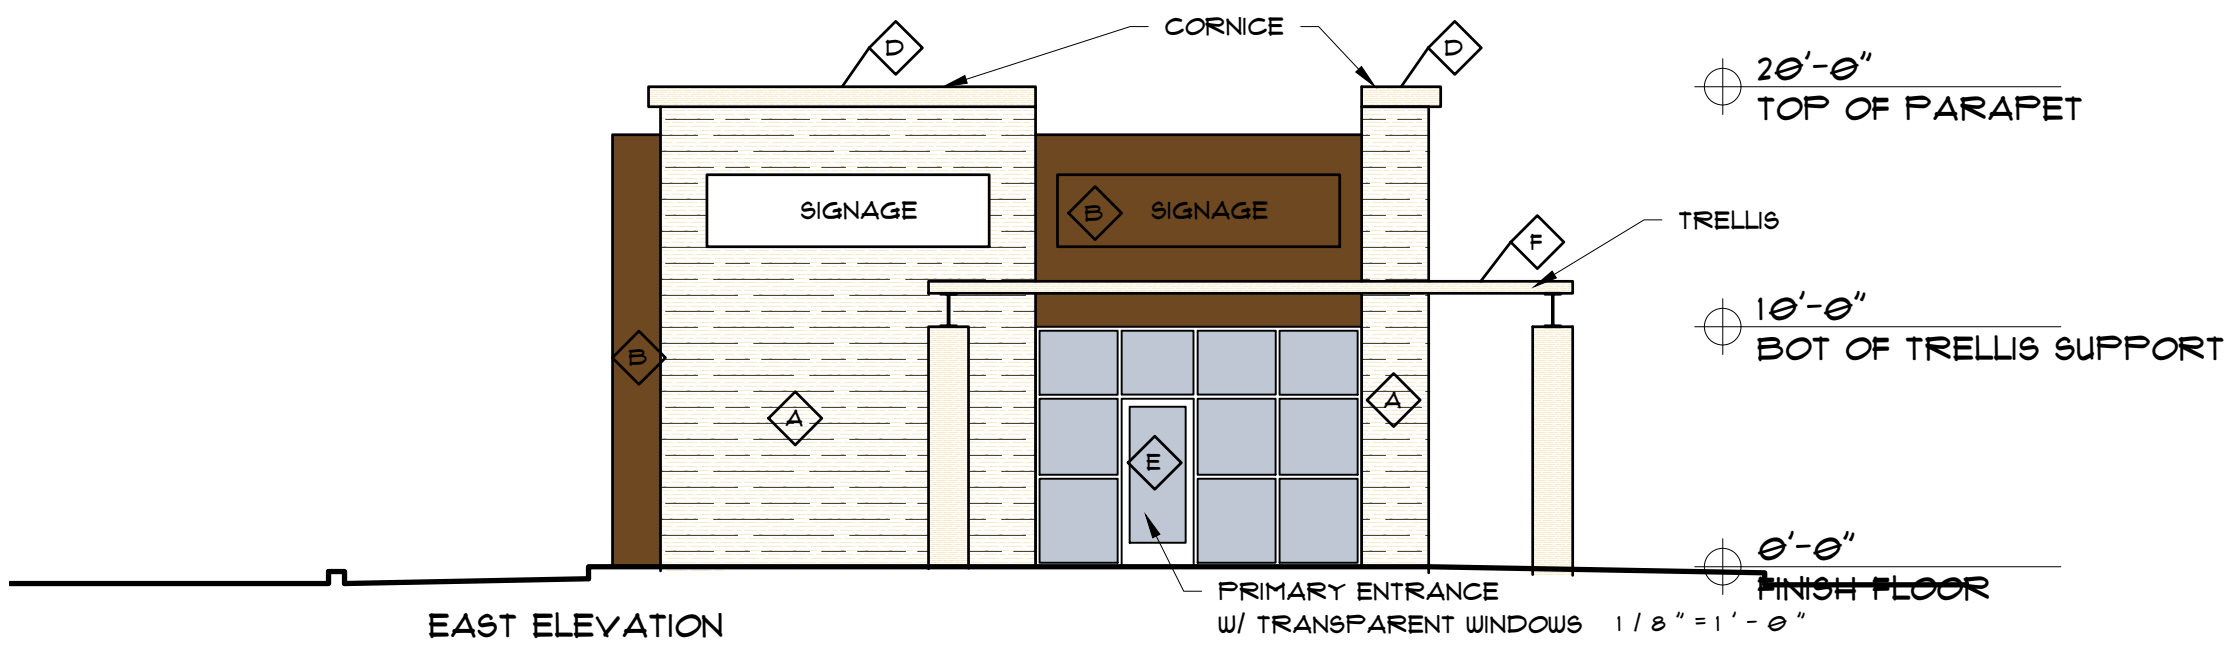 CORNICE
D
D
20'-0"
TOP OF PARAPET
SIGNAGE
B
SIGNAGE
TRELLIS
F
10'-0"
BOT OF TRELLIS SUPPORT
B
A
A
E
0'-0"
FINISH FLOOR
PRIMARY ENTRANCE
W/ TRANSPARENT WINDOWS
1/8"=1'-0"
EAST ELEVATION